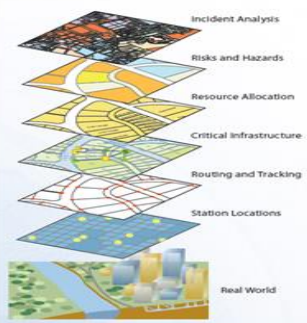 Incident Analysis
Risks and Hazards
Resource Allocation
Critical Infrastructure
Routing and Tracking
Station Locations
Real World